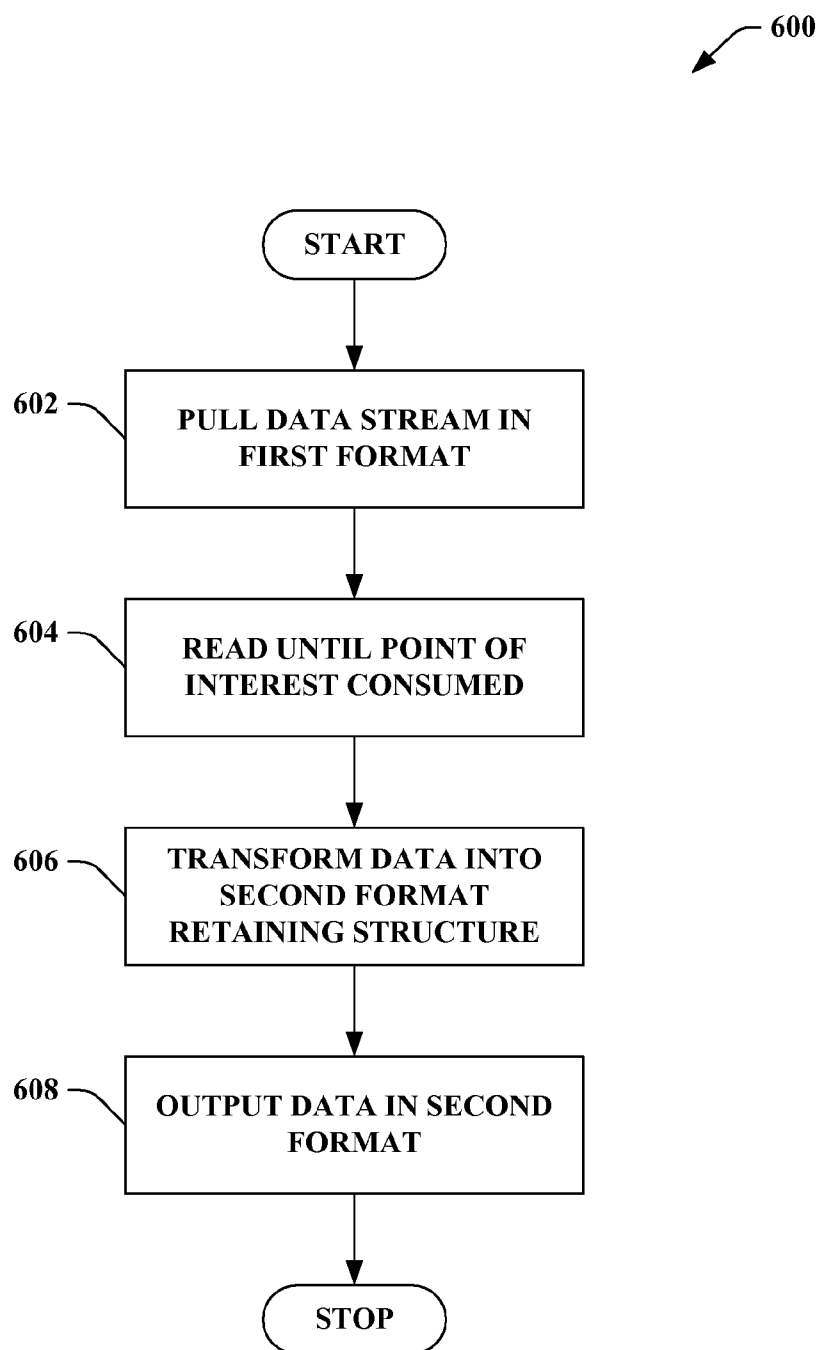 600
START
602
PULL DATA STREAM IN
FIRST FORMAT
604
READ UNTIL POINT OF
INTEREST CONSUMED
606
TRANSFORM DATA INTO
SECOND FORMAT
RETAINING STRUCTURE
608
OUTPUT DATA IN SECOND
FORMAT
STOP